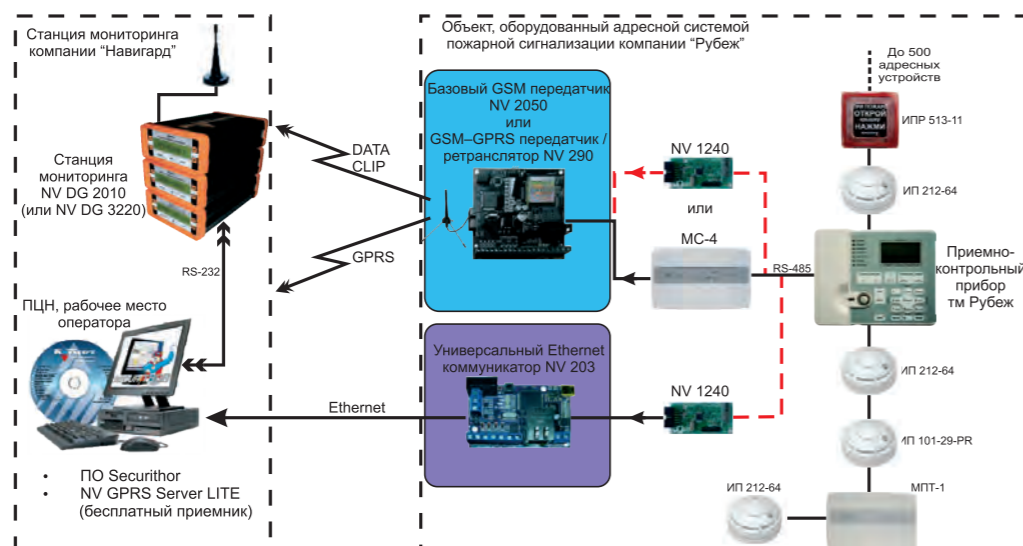 Станция мониторинга
компании “Навигард”
Станция
мониторинга
NV DG 2010
(или NV DG 3220)
RS-232
ПЦН, рабочее место
оператора
• ПО Securithor
• NV GPRS Server LITE
(бесплатный приемник)
DATA
CLIP
GPRS
Ethernet
Объект, оборудованный адресной системой
пожарной сигнализации компании “Рубеж”
Базовый GSM передатчик
NV 2050
или
GSM–GPRS передатчик /
ретранслятор NV 290
Универсальный Ethernet
коммуникатор NV 203
NV 1240
или
МС-4
RS-485
NV 1240
До 500
адресных
устройств
ОТКРОЙ
НАЖМИ
ИПР 513-11
ИП 212-64
Приемно-
контрольный
прибор
тм Рубеж
ИП 212-64
ИП 101-29-PR
МПТ-1
ИП 212-64